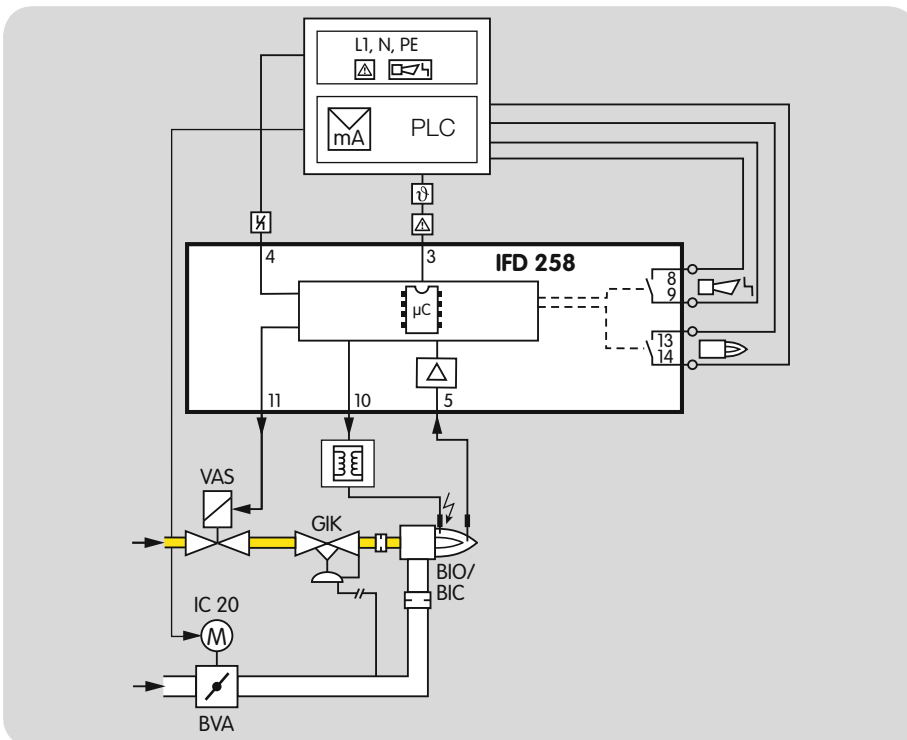 L1, N, PE
mA
PLC
ϑ
4
3
IFD 258
8
9
µC
13
14
11
10
5
VAS
GIK
BIO/
BIC
IC 20
M
BVA